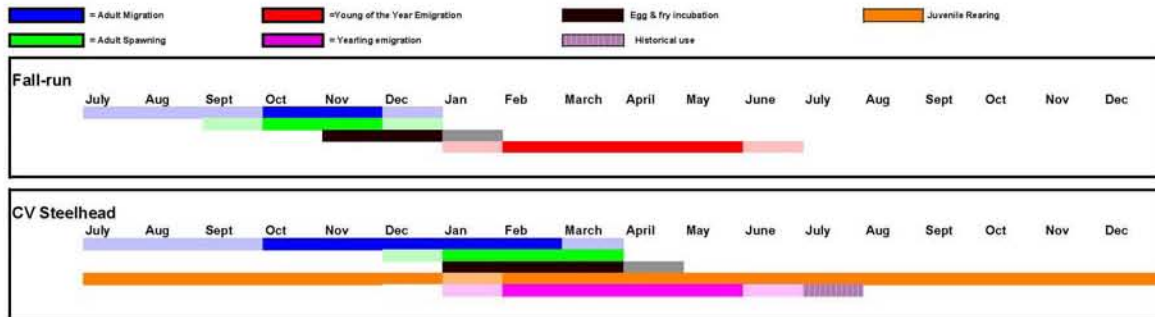 = Adult Migration =Young of the Year Emigration Egg & fry incubation Juvenile Rearing
= Adult Spawning = Yearling emigration Historical use
Fall-run
July Aug Sept Oct Nov Dec Jan Feb March April May June July Aug Sept Oct Nov Dec
CV Steelhead
July Aug Sept Oct Nov Dec Jan Feb March April May June July Aug Sept Oct Nov Dec